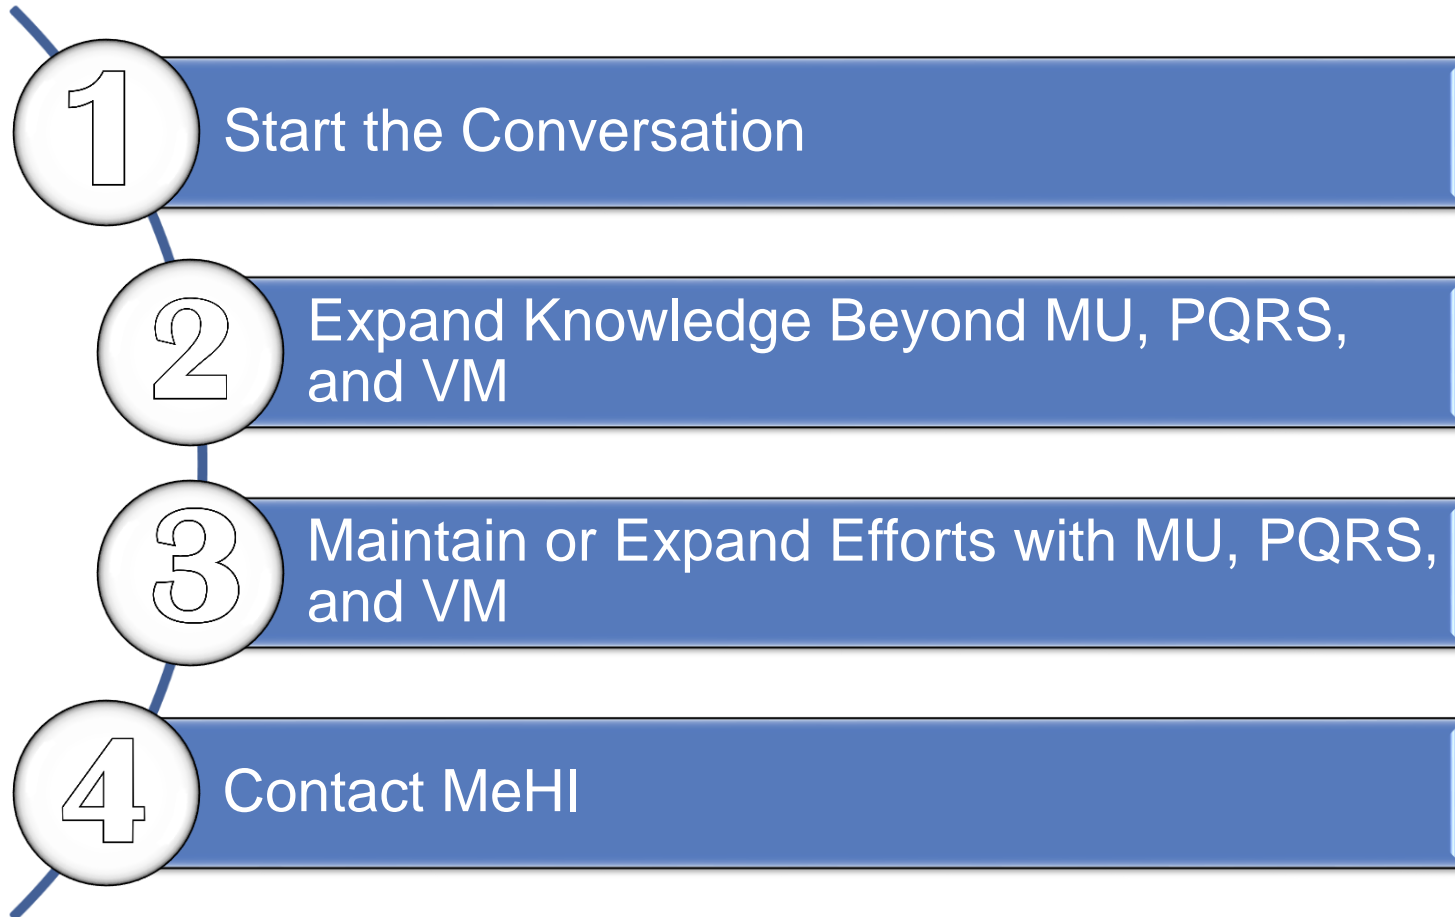 1
Start the Conversation
2
Expand Knowledge Beyond MU, PQRS,
and VM
3
Maintain or Expand Efforts with MU, PQRS,
and VM
4
Contact MeHI